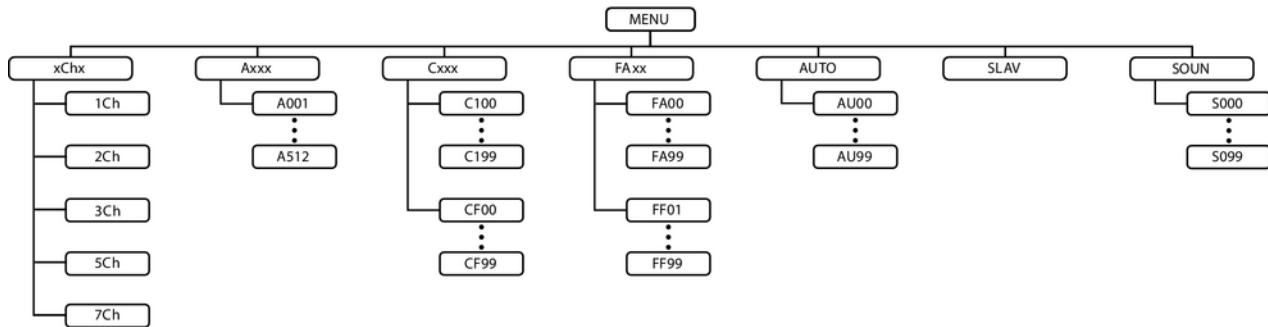 MENU
xChx
Axxx
Cxxx
FAxx
AUTO
SLAV
SOUN
1Ch
A001
C100
FA00
AU00
S000
2Ch
A512
C199
FA99
AU99
S099
3Ch
CF00
FF01
5Ch
CF99
FF99
7Ch